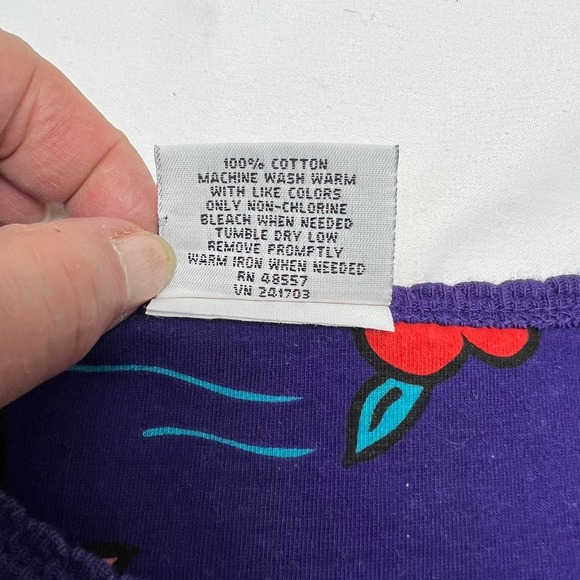 100% COTTON
MACHINE WASH WARM
WITH LIKE COLORS
ONLY NON-CHLORINE
BLEACH WHEN NEEDED
TUMBLE DRY LOW
REMOVE PROMPTLY
WARM IRON WHEN NEEDED
RN 48557
VN 241703